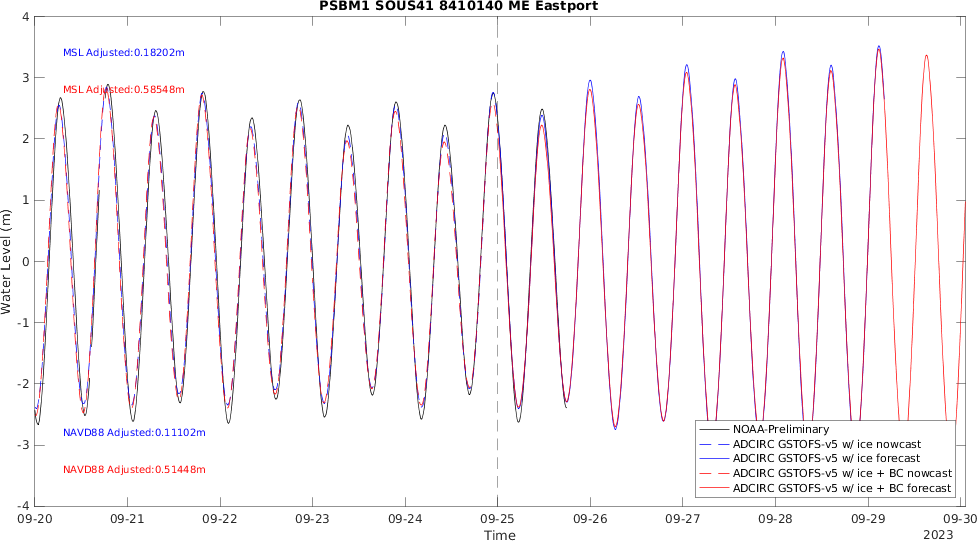 PSBM1 SOUS41 8410140 ME Eastport
4
3
2
1
0
-1
-2
-3
-4
Water Level (m)
MSL Adjusted:0.18202m
MSL Adjusted:0.58548m
NAVD88 Adjusted:0.11102m
NAVD88 Adjusted:0.51448m
NOAA-Preliminary
ADCIRC GSTOFS-v5 w/ ice nowcast
ADCIRC GSTOFS-v5 w/ ice forecast
ADCIRC GSTOFS-v5 w/ ice + BC nowcast
ADCIRC GSTOFS-v5 w/ ice + BC forecast
09-20 09-21 09-22 09-23 09-24 09-25 09-26 09-27 09-28 09-29 09-30
Time
2023